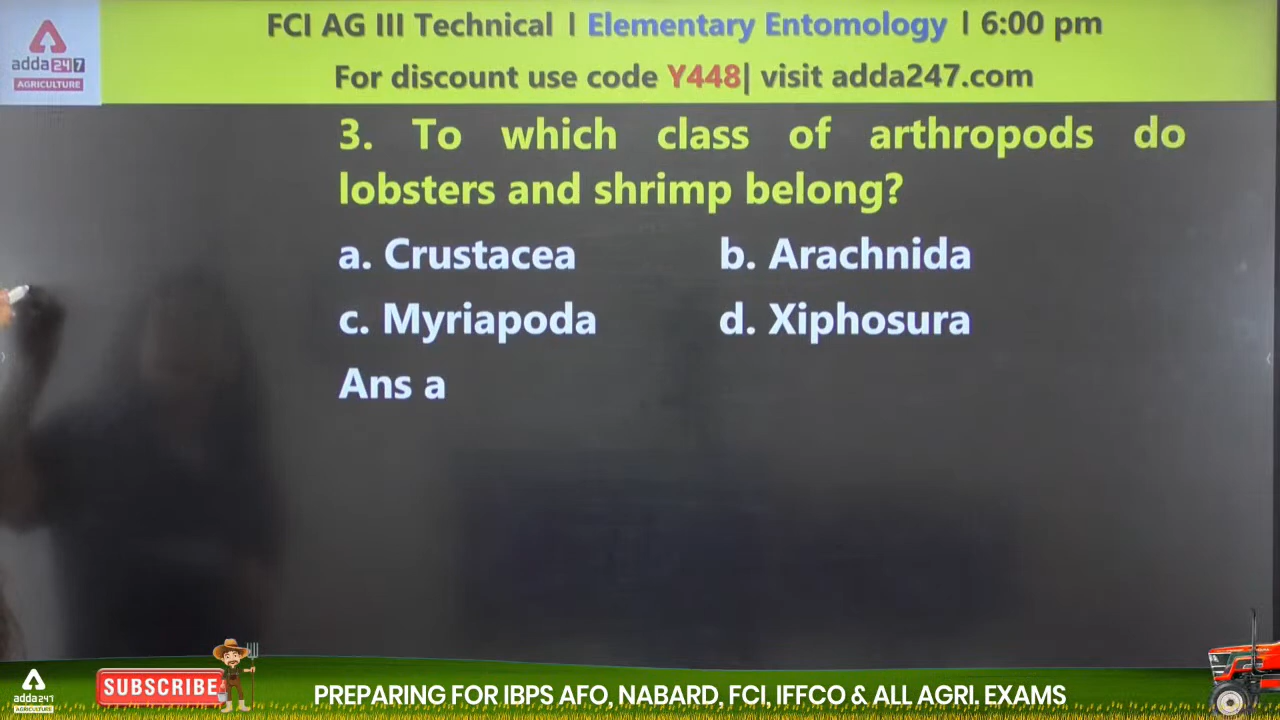 FCI AG III Technical l Elementary Entomology l 6:00 pm
For discount use code Y448| visit adda247.com
adda247
AGRICULTURE
3. To which class of arthropods do
lobsters and shrimp belong?
a. Crustacea b. Arachnida
c. Myriapoda d. Xiphosura
Ans a
adda247
AGRICULTURE
SUBSCRIBE
PREPARING FOR IBPS AFO, NABARD, FCI, IFFCO & ALL AGRI. EXAMS